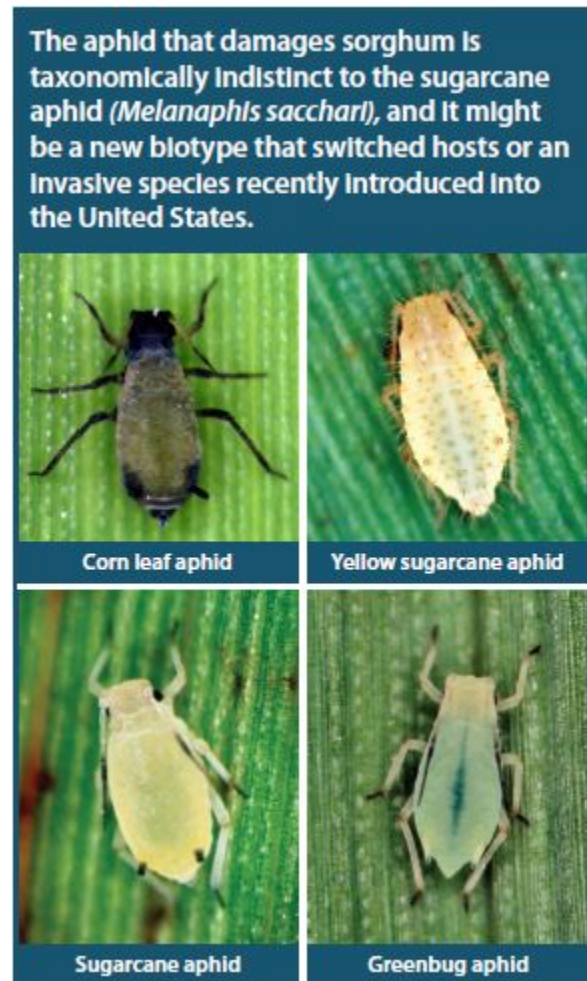 The aphid that damages sorghum is
taxonomically indistinct to the sugarcane
aphid (Melanaphis sacchari), and it might
be a new biotype that switched hosts or an
invasive species recently introduced into
the United States.
Corn leaf aphid
Yellow sugarcane aphid
Sugarcane aphid
Greenbug aphid